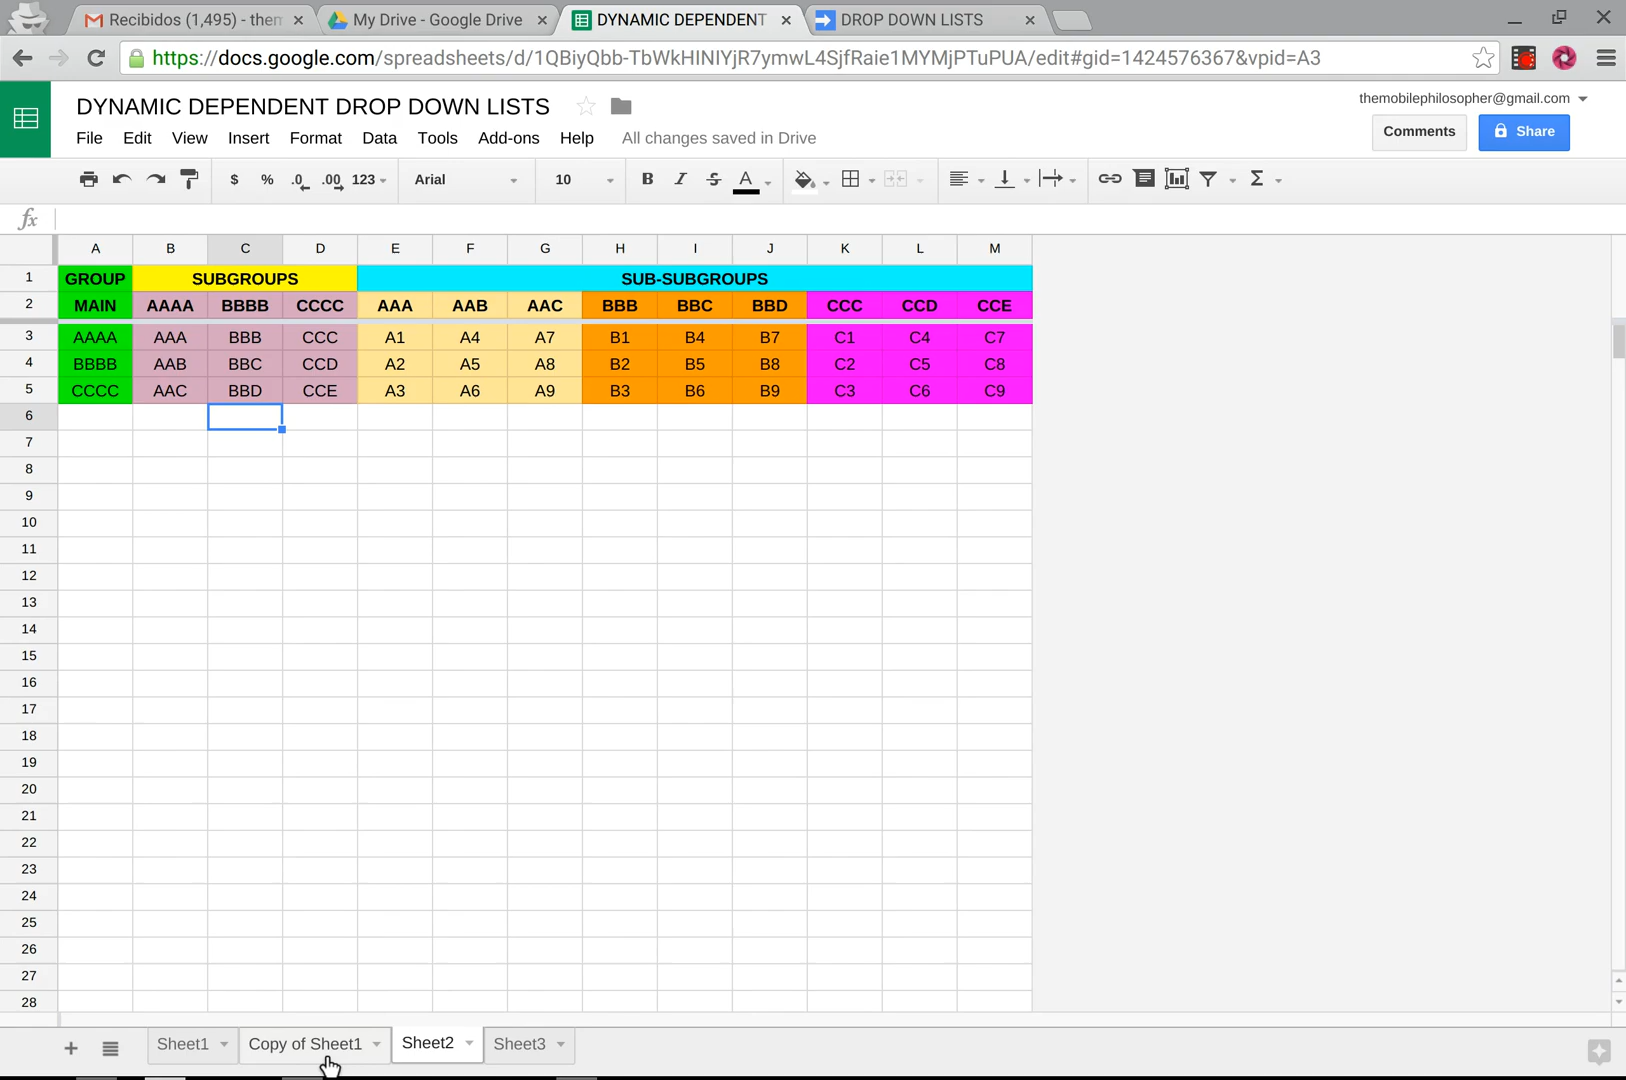 Recibidos (1,495) - them
My Drive - Google Drive
DYNAMIC DEPENDENT
DROP DOWN LISTS
https://docs.google.com/spreadsheets/d/1QBiyQbb-TbWkHINIYjR7ymwL4SjfRaie1MYMjPTuPUA/edit#gid=1424576367&vpid=A3
DYNAMIC DEPENDENT DROP DOWN LISTS
themobilephilosopher@gmail.com
File Edit View Insert Format Data Tools Add-ons Help All changes saved in Drive
Comments Share
$ % .0 .00 123 Arial 10 B I S A Σ
fx
A B C D E F G H I J K L M
1 GROUP SUBGROUPS SUB-SUBGROUPS
2 MAIN AAAA BBBB CCCC AAA AAB AAC BBB BBC BBD CCC CCD CCE
3 AAAA AAA BBB CCC A1 A4 A7 B1 B4 B7 C1 C4 C7
4 BBBB AAB BBC CCD A2 A5 A8 B2 B5 B8 C2 C5 C8
5 CCCC AAC BBD CCE A3 A6 A9 B3 B6 B9 C3 C6 C9
6
7
8
9
10
11
12
13
14
15
16
17
18
19
20
21
22
23
24
25
26
27
28
Sheet1 Copy of Sheet1 Sheet2 Sheet3